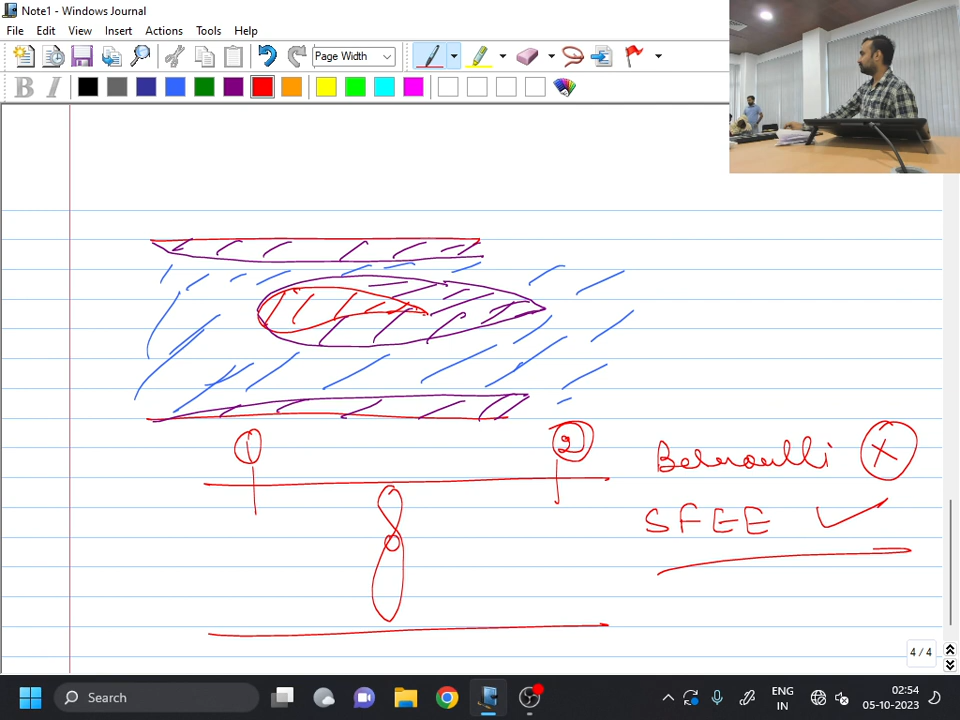 Note1 - Windows Journal
File Edit View Insert Actions Tools Help
Page Width
B I
1 2
Bernoulli X
SFEE ✓
4 / 4
Search
ENG
IN
02:54
05-10-2023